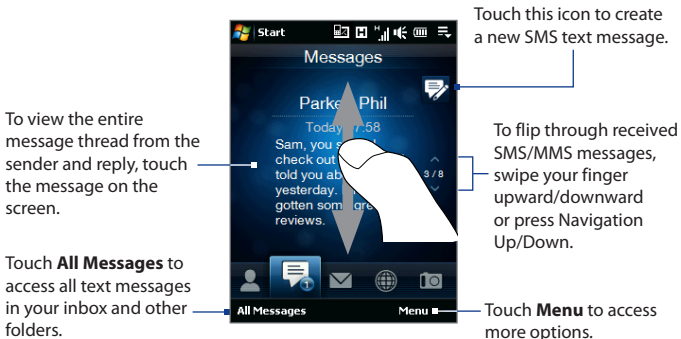 Touch this icon to create
a new SMS text message.
Start
H
H
Messages
Phil
Today
:58
Sam, you
check out
told you
yesterday.
gotten som
reviews.
3 / 8
1
All Messages
Menu
To view the entire
message thread from the
sender and reply, touch
the message on the
screen.
Touch All Messages to
access all text messages
in your inbox and other
folders.
To flip through received
SMS/MMS messages,
swipe your finger
upward/downward
or press Navigation
Up/Down.
Touch Menu to access
more options.